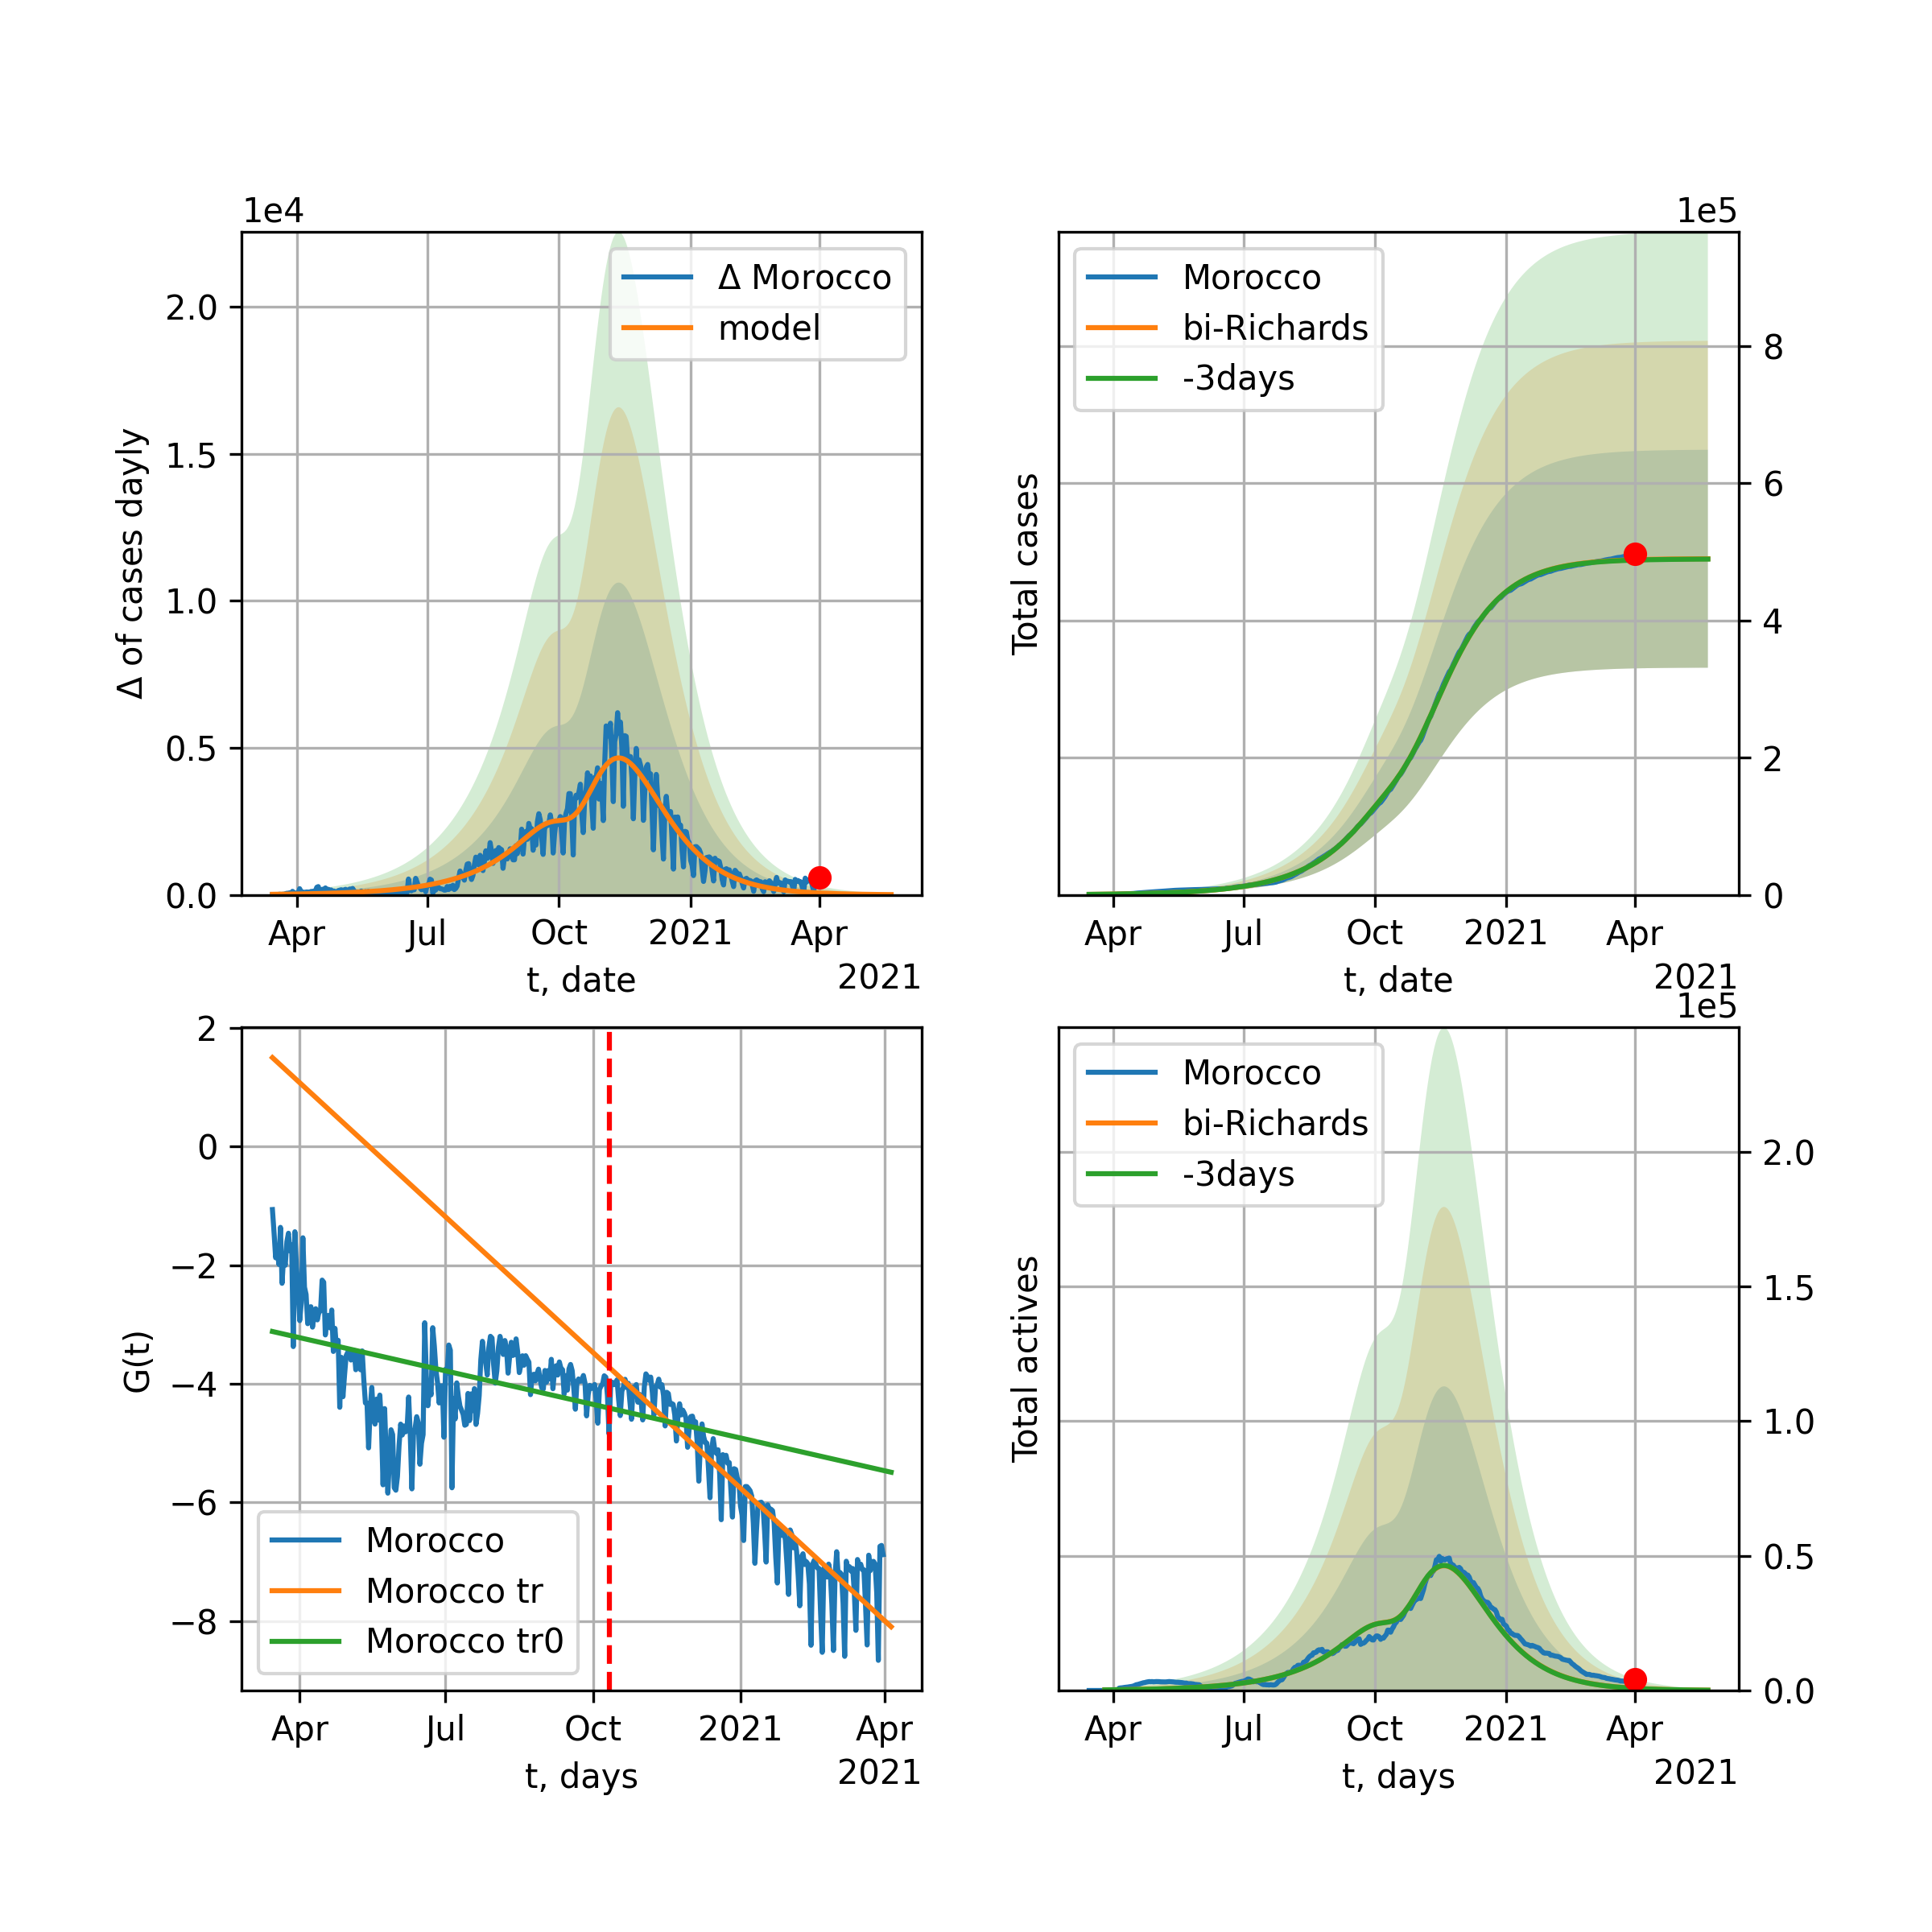 1e4
Δ Morocco
model
2.0
1.5
1.0
0.5
0.0
Δ of cases dayly
Apr Jul Oct 2021 Apr
t, date
2021
1e5
Morocco
bi-Richards
-3days
8
6
4
2
0
Total cases
Apr Jul Oct 2021 Apr
t, date
2021
2
0
−2
−4
−6
−8
G(t)
Morocco
Morocco tr
Morocco tr0
Apr Jul Oct 2021 Apr
t, days
2021
1e5
Morocco
bi-Richards
-3days
2.0
1.5
1.0
0.5
0.0
Total actives
Apr Jul Oct 2021 Apr
t, days
2021